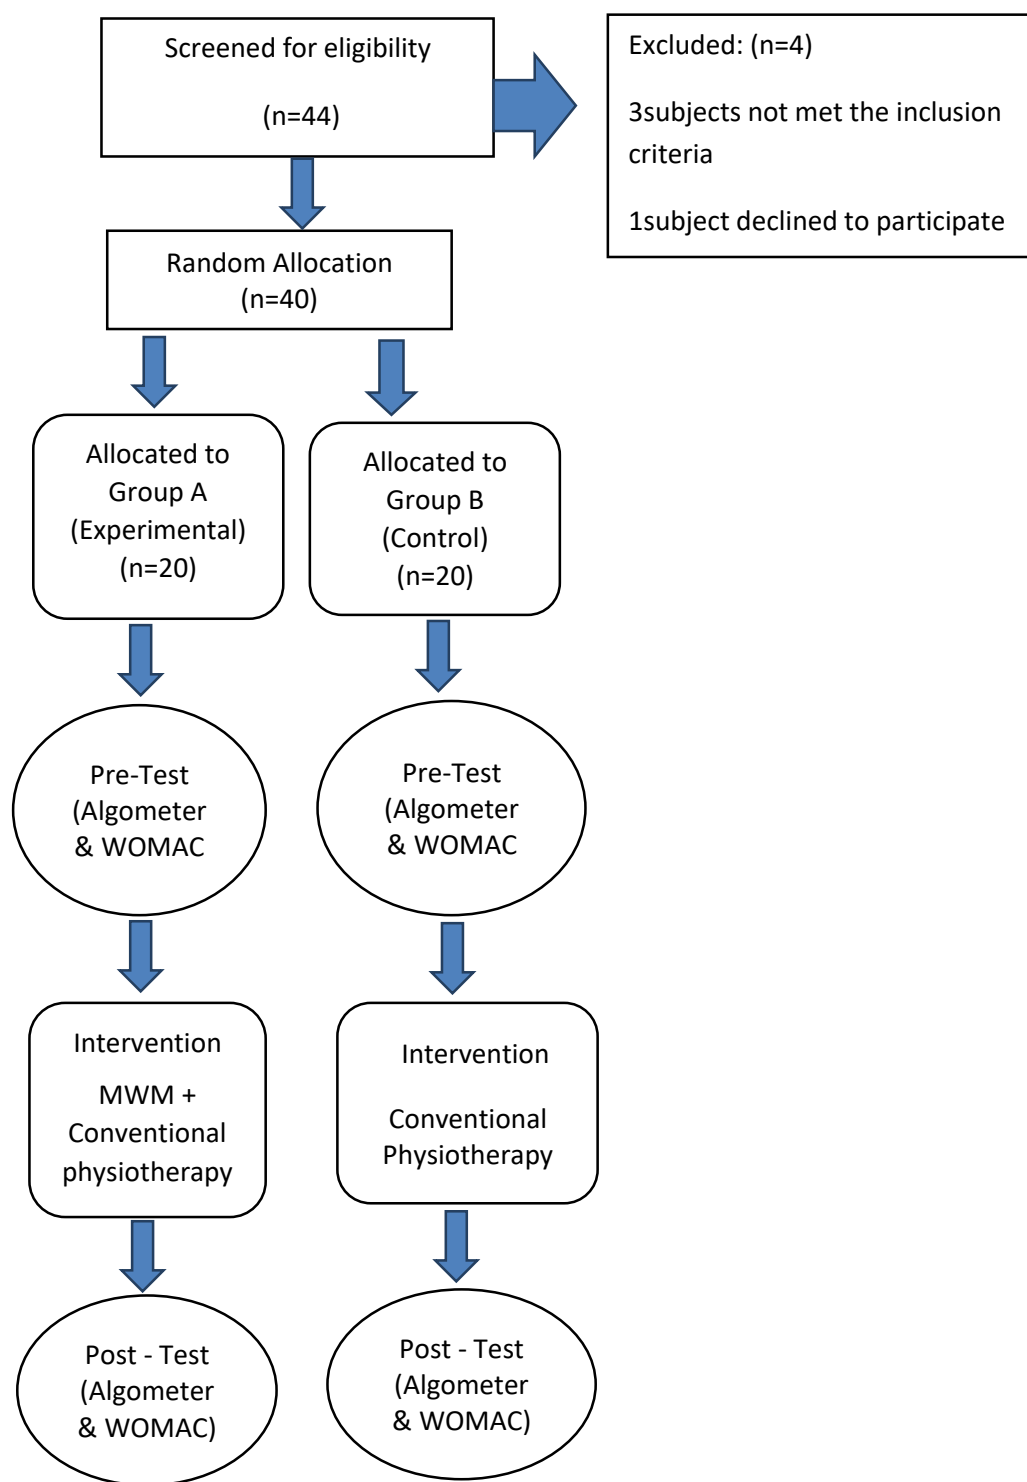 Screened for eligibility
(n=44)
Excluded: (n=4)
3subjects not met the inclusion
criteria
1subject declined to participate
Random Allocation
(n=40)
Allocated to
Group A
(Experimental)
(n=20)
Allocated to
Group B
(Control)
(n=20)
Pre-Test
(Algometer
& WOMAC
Pre-Test
(Algometer
& WOMAC
Intervention
MWM +
Conventional
physiotherapy
Intervention
Conventional
Physiotherapy
Post - Test
(Algometer
& WOMAC)
Post - Test
(Algometer
& WOMAC)